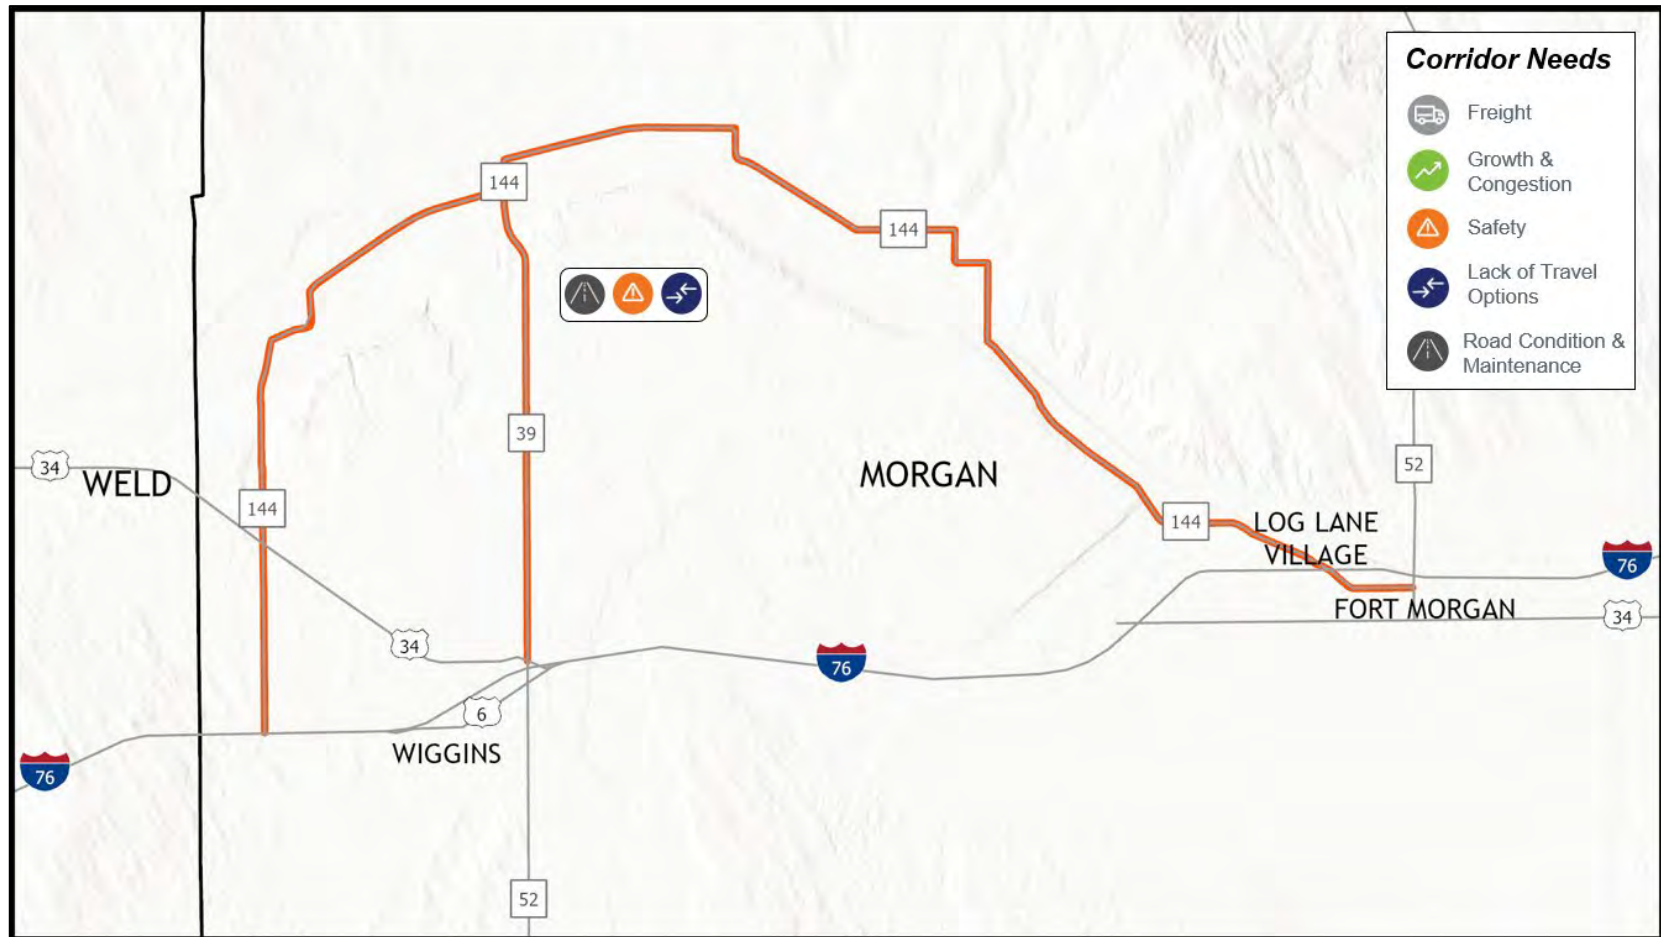 Corridor Needs
Freight
Growth &
Congestion
Safety
Lack of Travel
Options
Road Condition &
Maintenance
144
144
39
34
WELD
MORGAN
52
144
144
LOG LANE
VILLAGE
76
FORT MORGAN
34
34
76
6
WIGGINS
76
52